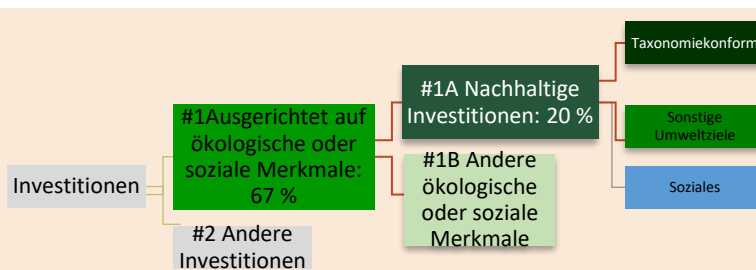 Investitionen
#1Ausgerichtet auf
ökologische oder
soziale Merkmale:
67 %
#2 Andere
Investitionen
#1A Nachhaltige
Investitionen: 20 %
#1B Andere
ökologische
oder soziale
Merkmale
Taxonomiekonform
Sonstige
Umweltziele
Soziales